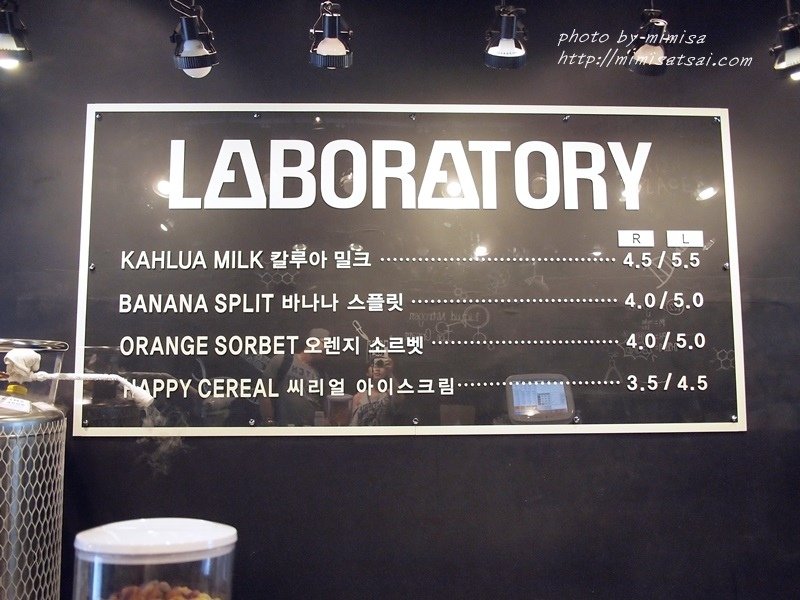 photo by mimisa
http://mimisatsai.com
LABORATORY
R L
KAHLUA MILK 칼루아 밀크 4.5 / 5.5
BANANA SPLIT 바나나 스플릿 4.0 / 5.0
ORANGE SORBET 오렌지 소르벳 4.0 / 5.0
HAPPY CEREAL 씨리얼 아이스크림 3.5 / 4.5